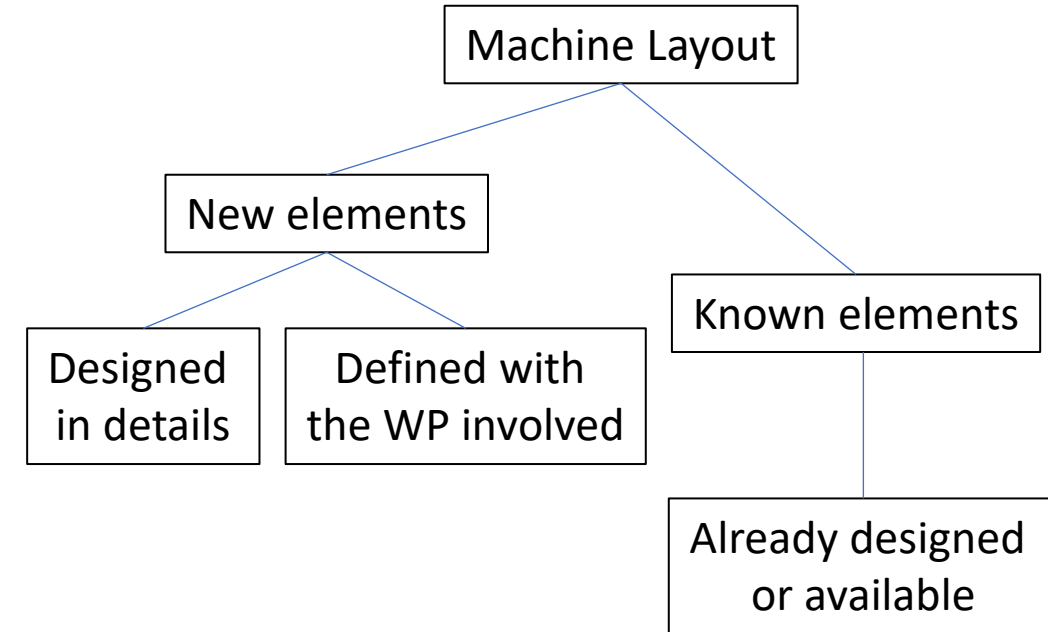 Machine Layout
New elements
Known elements
Designed
in details
Defined with
the WP involved
Already designed
or available